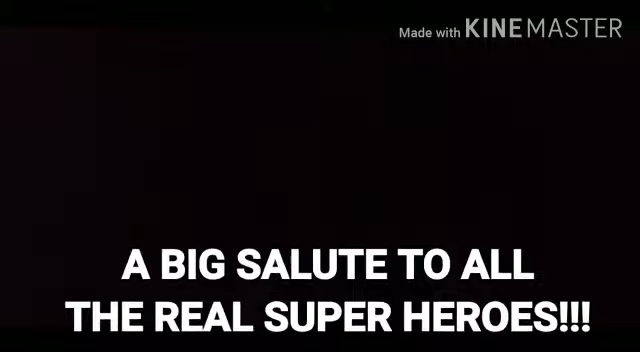 Made with KINEMASTER
A BIG SALUTE TO ALL
THE REAL SUPER HEROES!!!